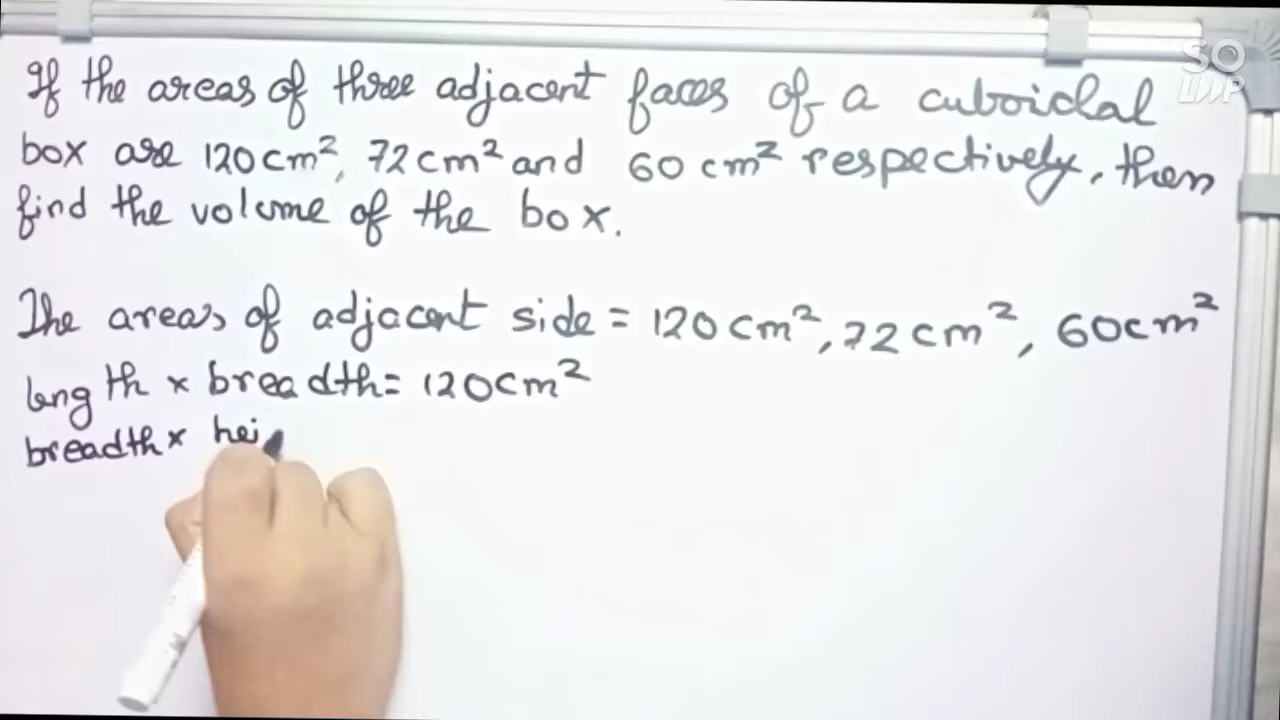 If the areas of three adjacent faces of a cuboidal
box are 120 cm², 72 cm² and 60 cm² respectively, then
find the volume of the box.
The areas of adjacent side = 120 cm², 72 cm², 60 cm²
length × breadth = 120 cm²
breadth × hei